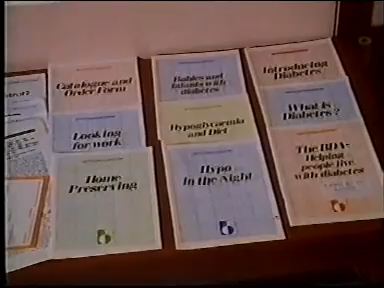 Catalogue and
Order Form
Looking
for work
Home
Preserving
Babies and
Infants with
diabetes
Hypoglycaemia
and Diet
Hypo
in the Night
Introducing
Diabetes
What is
Diabetes?
The BDA-
Helping
people live
with diabetes